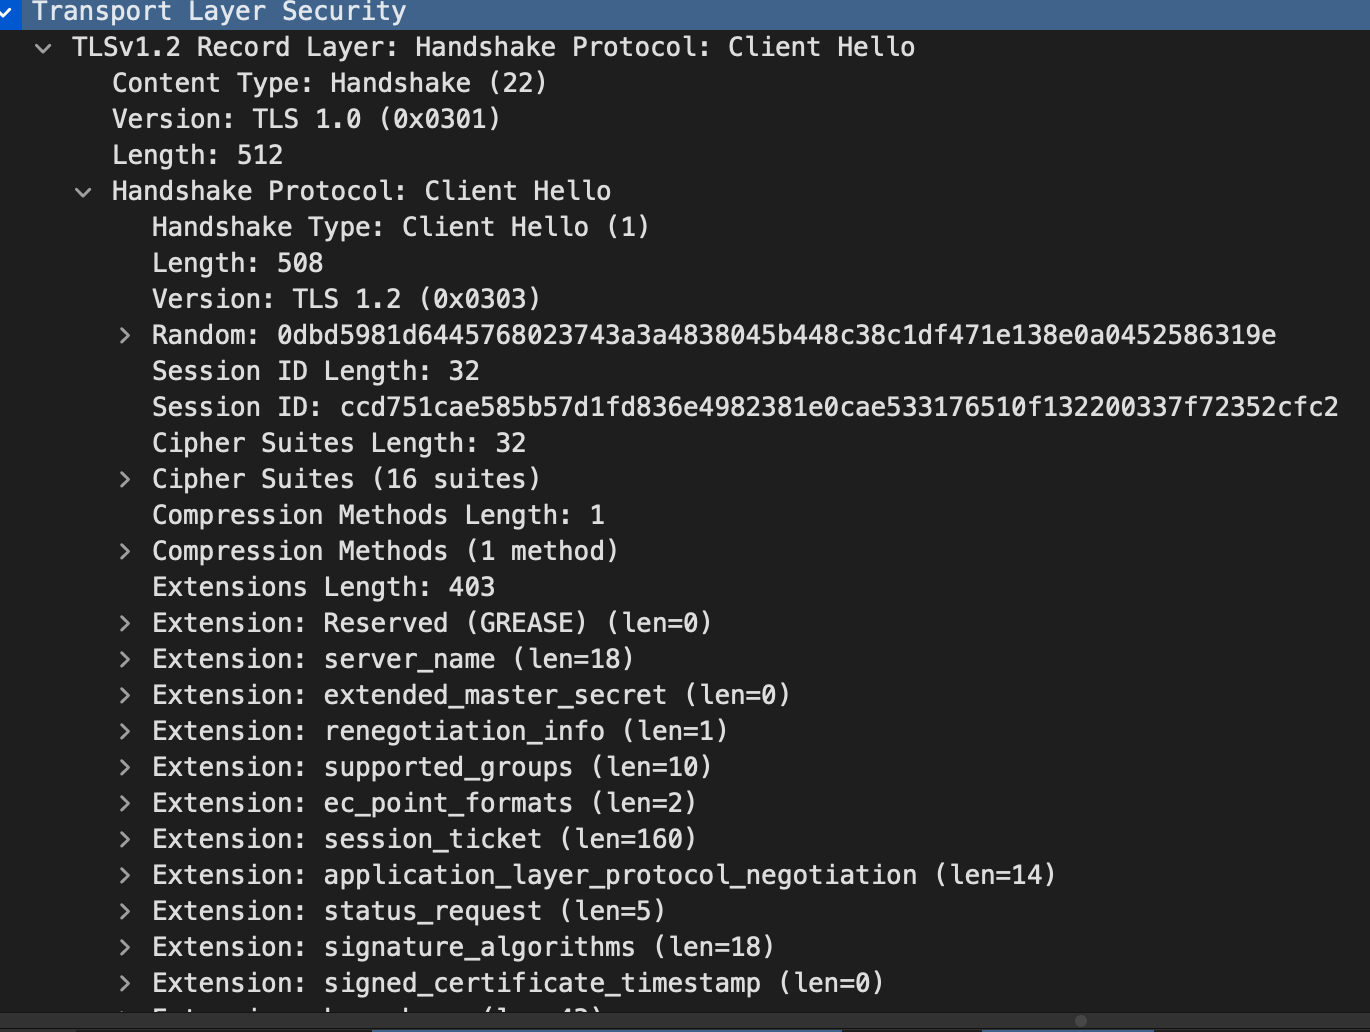 Transport Layer Security
TLSv1.2 Record Layer: Handshake Protocol: Client Hello
Content Type: Handshake (22)
Version: TLS 1.0 (0x0301)
Length: 512
Handshake Protocol: Client Hello
Handshake Type: Client Hello (1)
Length: 508
Version: TLS 1.2 (0x0303)
Random: 0dbd5981d6445768023743a3a4838045b448c38c1df471e138e0a0452586319e
Session ID Length: 32
Session ID: ccd751cae585b57d1fd836e4982381e0cae533176510f132200337f72352cfc2
Cipher Suites Length: 32
Cipher Suites (16 suites)
Compression Methods Length: 1
Compression Methods (1 method)
Extensions Length: 403
Extension: Reserved (GREASE) (len=0)
Extension: server_name (len=18)
Extension: extended_master_secret (len=0)
Extension: renegotiation_info (len=1)
Extension: supported_groups (len=10)
Extension: ec_point_formats (len=2)
Extension: session_ticket (len=160)
Extension: application_layer_protocol_negotiation (len=14)
Extension: status_request (len=5)
Extension: signature_algorithms (len=18)
Extension: signed_certificate_timestamp (len=0)